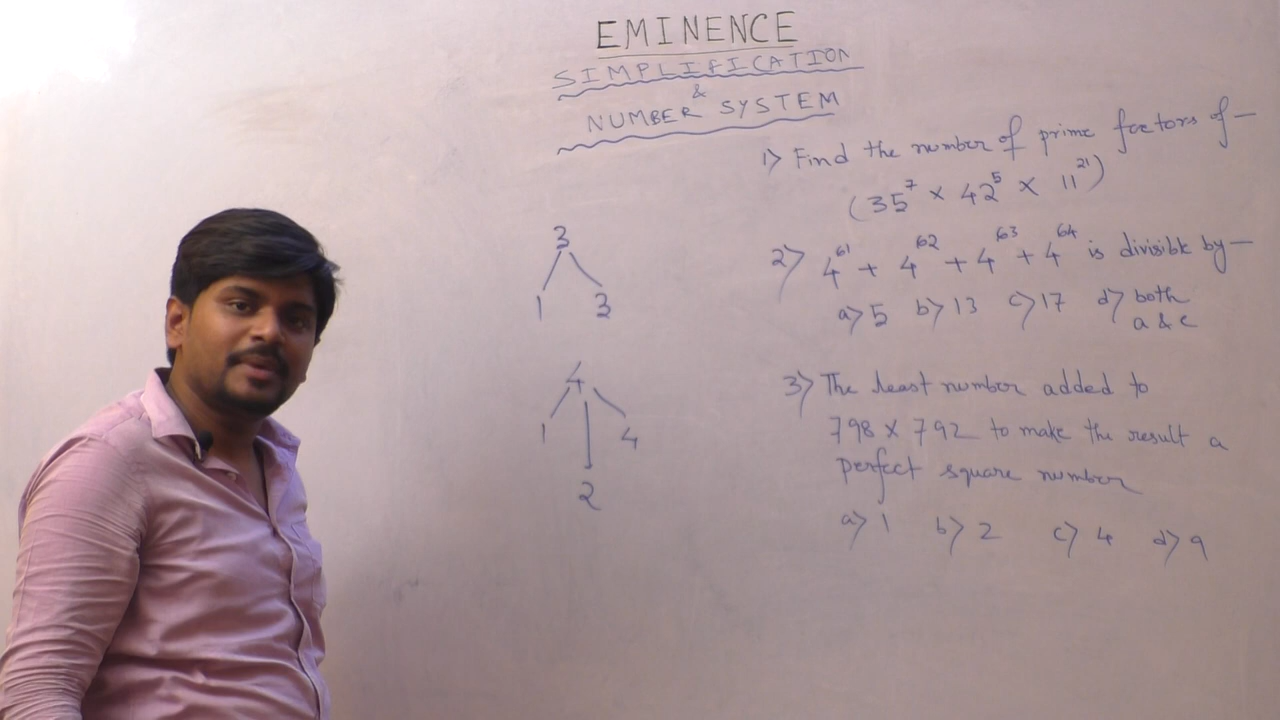 EMINENCE
SIMPLIFICATION
&
NUMBER SYSTEM
3
1 3
4
1 4
2
1> Find the number of prime factors of —
(35⁷ × 42⁵ × 11²¹)
2> 4⁶¹ + 4⁶² + 4⁶³ + 4⁶⁴ is divisible by —
a> 5 b> 13 c> 17 d> both
a & c
3> The least number added to
798 × 792 to make the result a
perfect square number
a> 1 b> 2 c> 4 d> 9